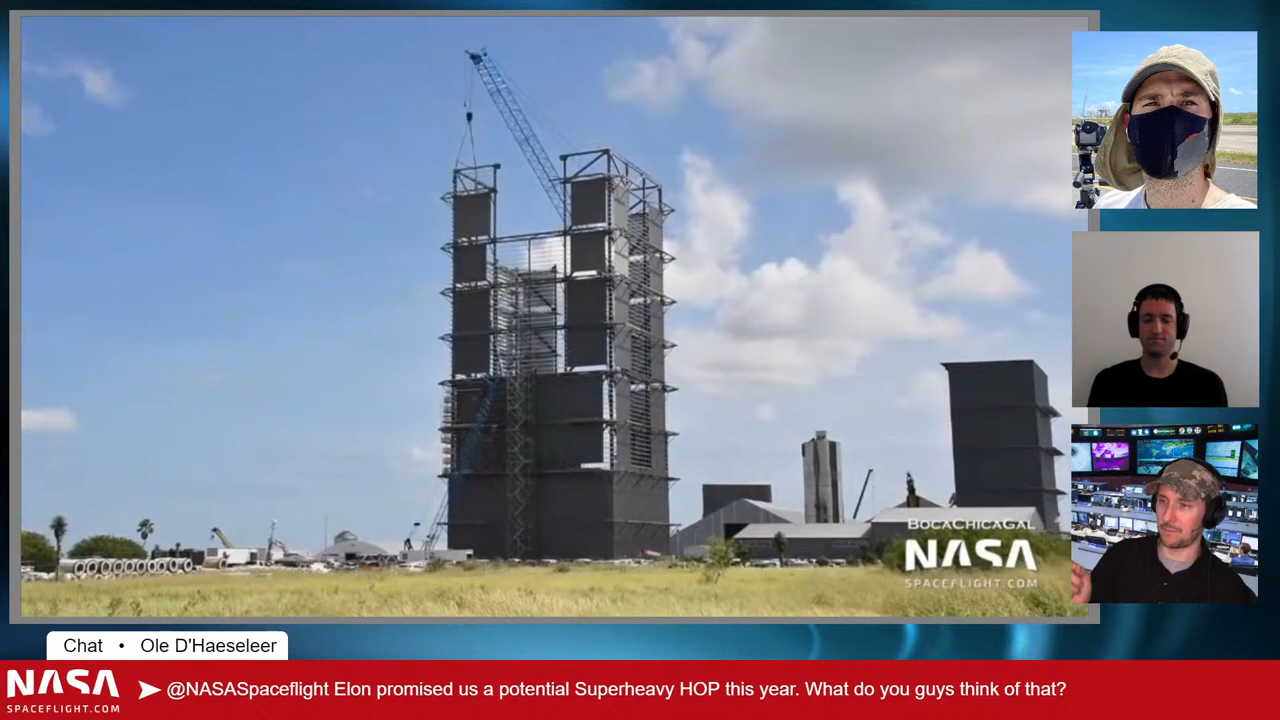 BOCACHICAGAL
NASA
SPACEFLIGHT.COM
Chat • Ole D'Haeseleer
NASA
SPACEFLIGHT.COM
@NASASpaceflight Elon promised us a potential Superheavy HOP this year. What do you guys think of that?